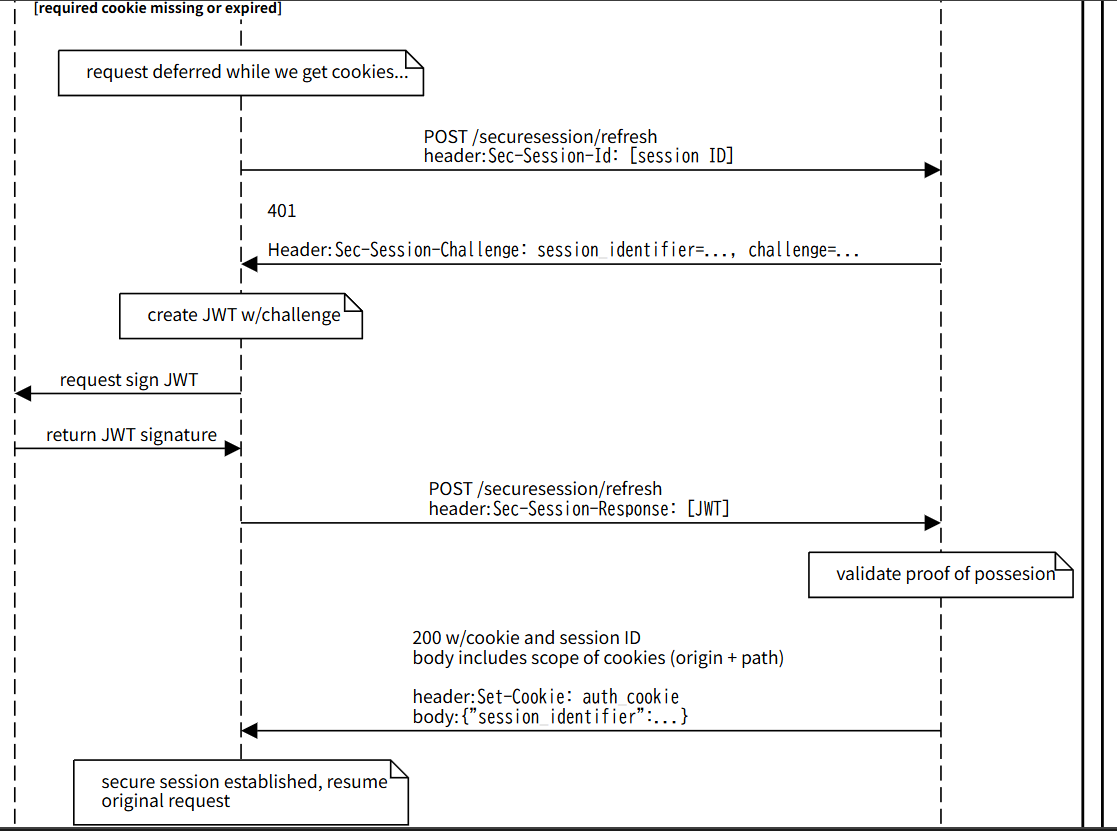 [required cookie missing or expired]
request deferred while we get cookies...
POST /securesession/refresh
header:Sec-Session-Id: [session ID]
401
Header:Sec-Session-Challenge: session_identifier=..., challenge=...
create JWT w/challenge
request sign JWT
return JWT signature
POST /securesession/refresh
header:Sec-Session-Response: [JWT]
validate proof of possesion
200 w/cookie and session ID
body includes scope of cookies (origin + path)
header:Set-Cookie: auth_cookie
body:{”session_identifier”:...}
secure session established, resume
original request